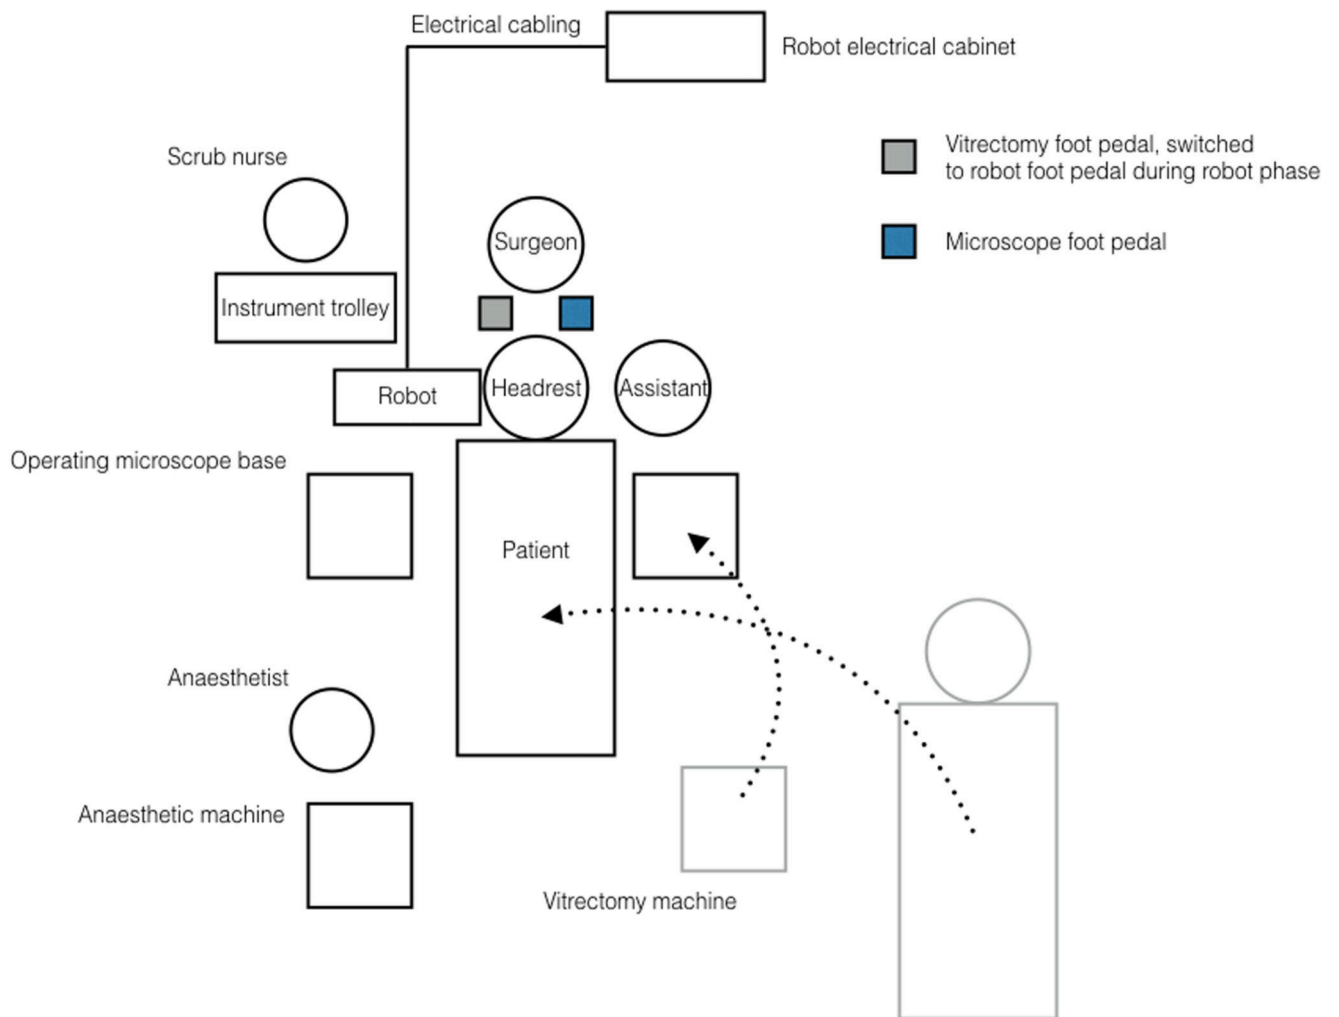 Electrical cabling
Robot electrical cabinet
Vitrectomy foot pedal, switched
to robot foot pedal during robot phase
Scrub nurse
Surgeon
Microscope foot pedal
Instrument trolley
Robot
Headrest
Assistant
Operating microscope base
Patient
Anaesthetist
Anaesthetic machine
Vitrectomy machine